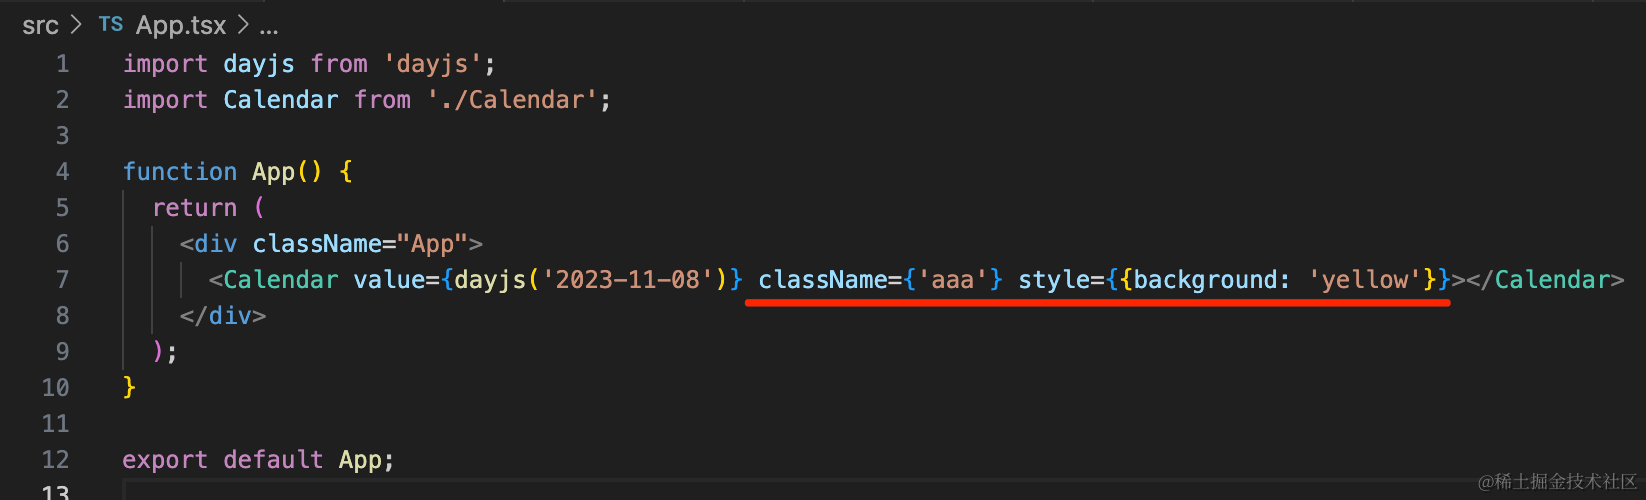 src > TS App.tsx > ...
1 import dayjs from 'dayjs';
2 import Calendar from './Calendar';
3
4 function App() {
5 return (
6 <div className="App">
7 <Calendar value={dayjs('2023-11-08')} className={'aaa'} style={{background: 'yellow'}}></Calendar>
8 </div>
9 );
10 }
11
12 export default App;
13
@稀土掘金技术社区